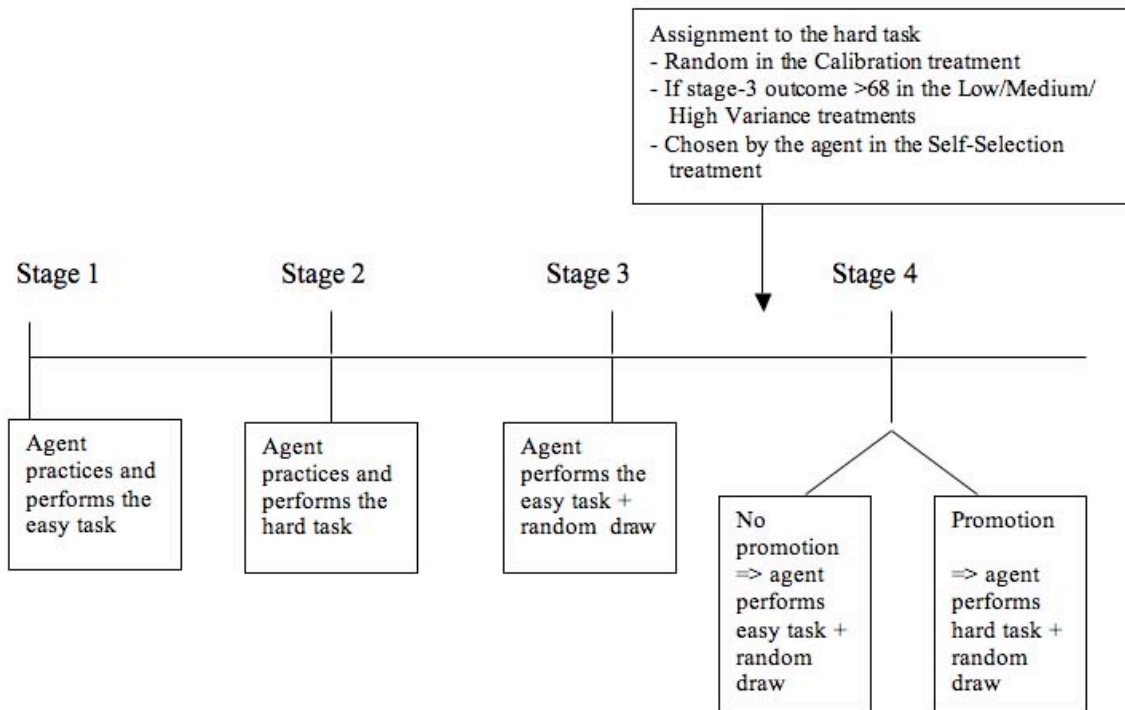 Assignment to the hard task
- Random in the Calibration treatment
- If stage-3 outcome >68 in the Low/Medium/
High Variance treatments
- Chosen by the agent in the Self-Selection
treatment
Stage 1
Stage 2
Stage 3
Stage 4
Agent
practices and
performs the
easy task
Agent
practices and
performs the
hard task
Agent
performs the
easy task +
random draw
No
promotion
=> agent
performs
easy task +
random
draw
Promotion
=> agent
performs
hard task +
random
draw